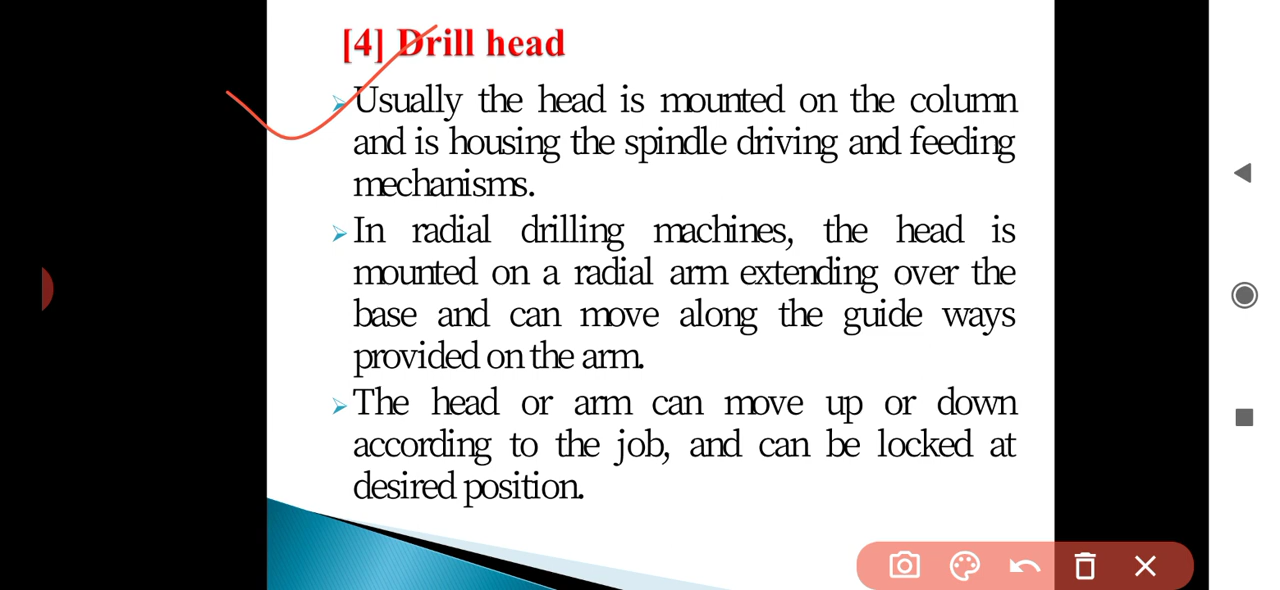 [4] Drill head
Usually the head is mounted on the column
and is housing the spindle driving and feeding
mechanisms.
In radial drilling machines, the head is
mounted on a radial arm extending over the
base and can move along the guide ways
provided on the arm.
The head or arm can move up or down
according to the job, and can be locked at
desired position.